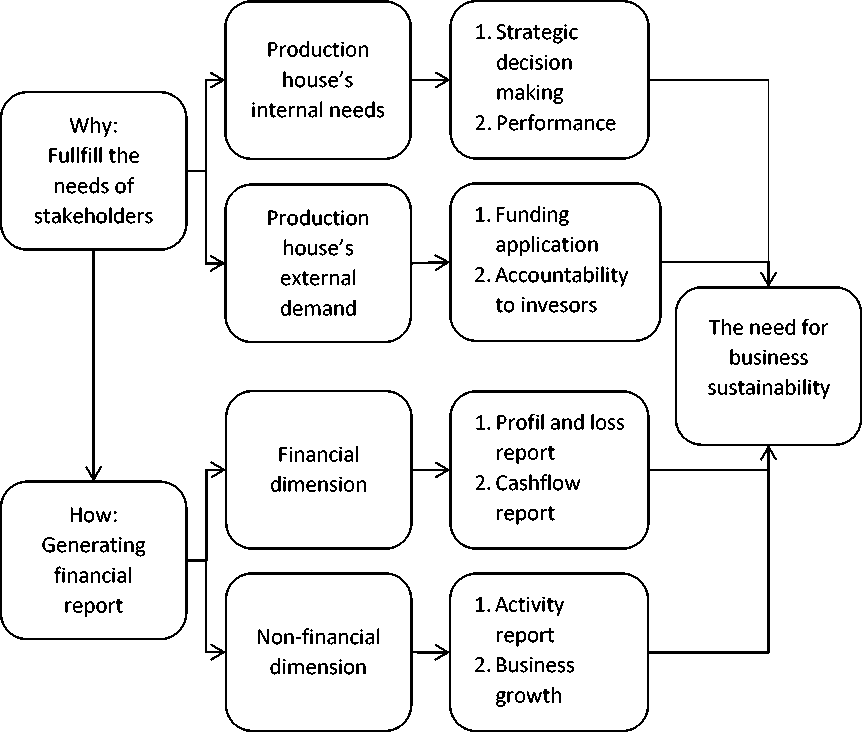 Why:
Fullfill the
needs of
stakeholders
Production
house's
internal needs
1. Strategic
decision
making
2. Performance
Production
house's
external
demand
1. Funding
application
2. Accountability
to invesors
The need for
business
sustainability
How:
Generating
financial
report
Financial
dimension
1. Profil and loss
report
2. Cashflow
report
Non-financial
dimension
1. Activity
report
2. Business
growth